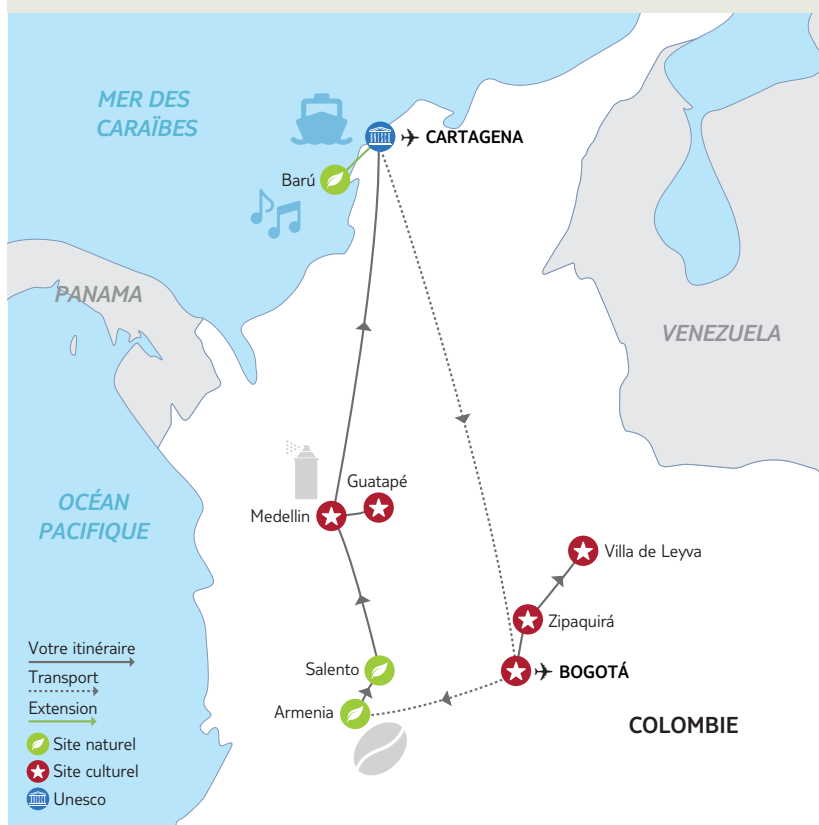 MER DES
CARAÏBES
CARTAGENA
Barú
PANAMA
VENEZUELA
Guatapé
Medellin
OCÉAN
PACIFIQUE
Villa de Leyva
Zipaquirá
Votre itinéraire
Transport
Extension
Site naturel
Site culturel
Unesco
Salento
BOGOTÁ
Armenia
COLOMBIE